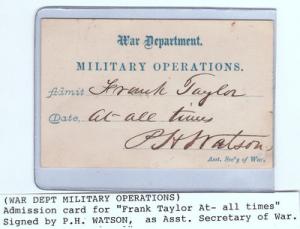 War Department.
MILITARY OPERATIONS.
Admit Frank Taylor
Date, At-all times
P H Watson
Asst. Sec'y of War.
(WAR DEPT MILITARY OPERATIONS)
Admission card for "Frank Taylor At- all times"
Signed by P.H. WATSON, as Asst. Secretary of War.